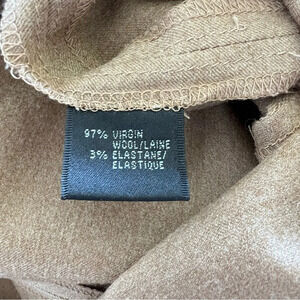 97% VIRGIN
WOOL/LAINE
3% ELASTANE/
ELASTIQUE